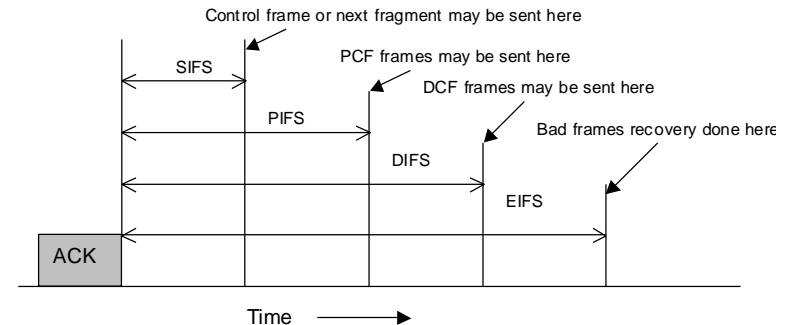 Control frame or next fragment may be sent here
SIFS
PCF frames may be sent here
PIFS
DCF frames may be sent here
DIFS
Bad frames recovery done here
EIFS
ACK
Time